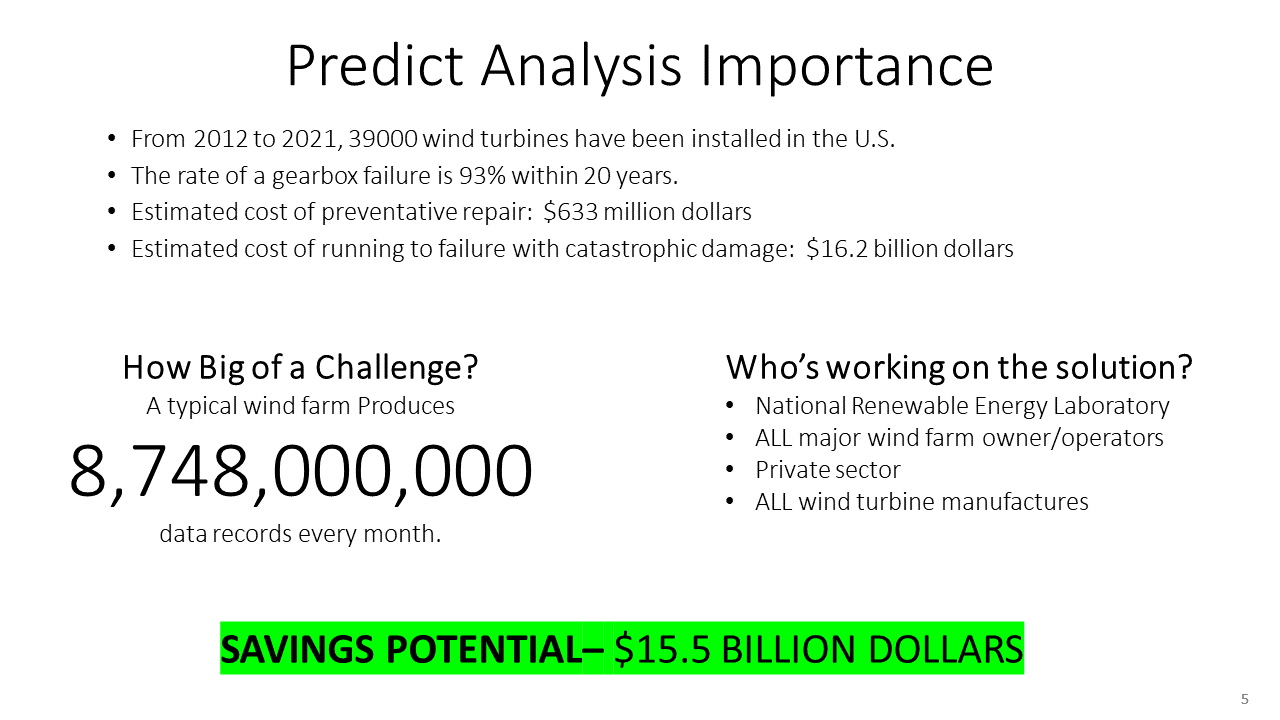 Predict Analysis Importance
• From 2012 to 2021, 39000 wind turbines have been installed in the U.S.
• The rate of a gearbox failure is 93% within 20 years.
• Estimated cost of preventative repair:  $633 million dollars
• Estimated cost of running to failure with catastrophic damage:  $16.2 billion dollars
How Big of a Challenge?
A typical wind farm Produces
8,748,000,000
data records every month.
Who’s working on the solution?
• National Renewable Energy Laboratory
• ALL major wind farm owner/operators
• Private sector
• ALL wind turbine manufactures
SAVINGS POTENTIAL– $15.5 BILLION DOLLARS
5